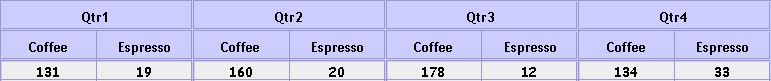 Qtr1 Qtr2 Qtr3 Qtr4
Coffee Espresso Coffee Espresso Coffee Espresso Coffee Espresso
131 19 160 20 178 12 134 33